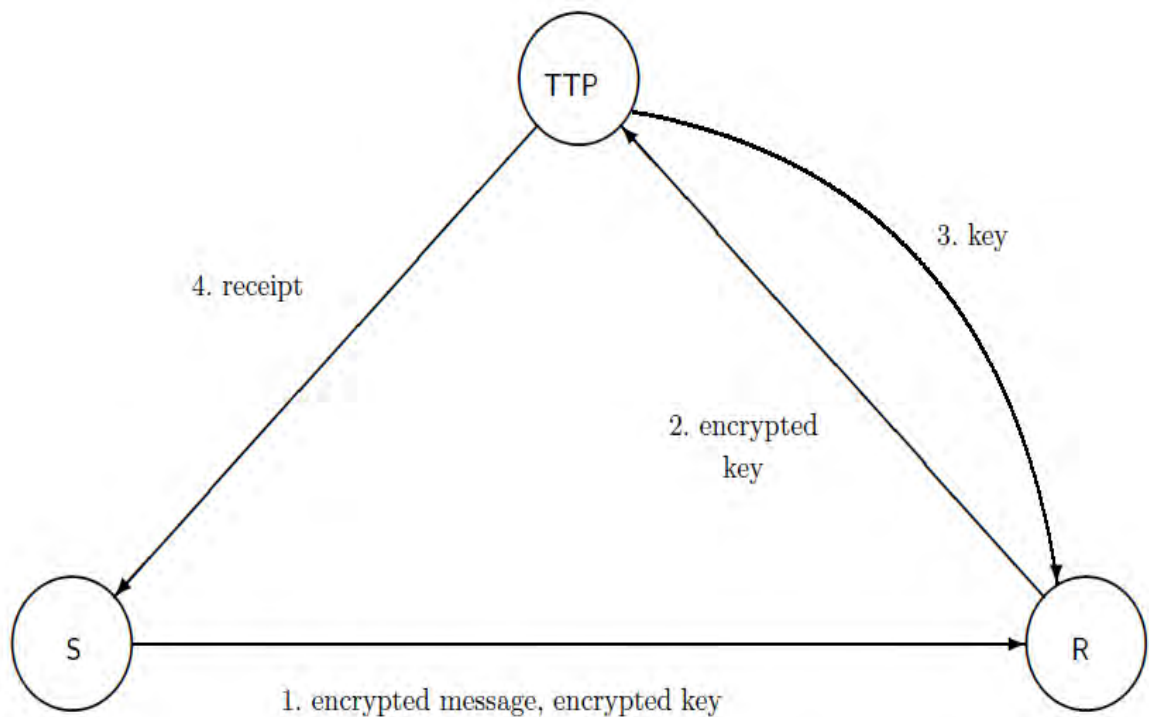 TTP
3. key
4. receipt
2. encrypted
key
S
R
1. encrypted message, encrypted key